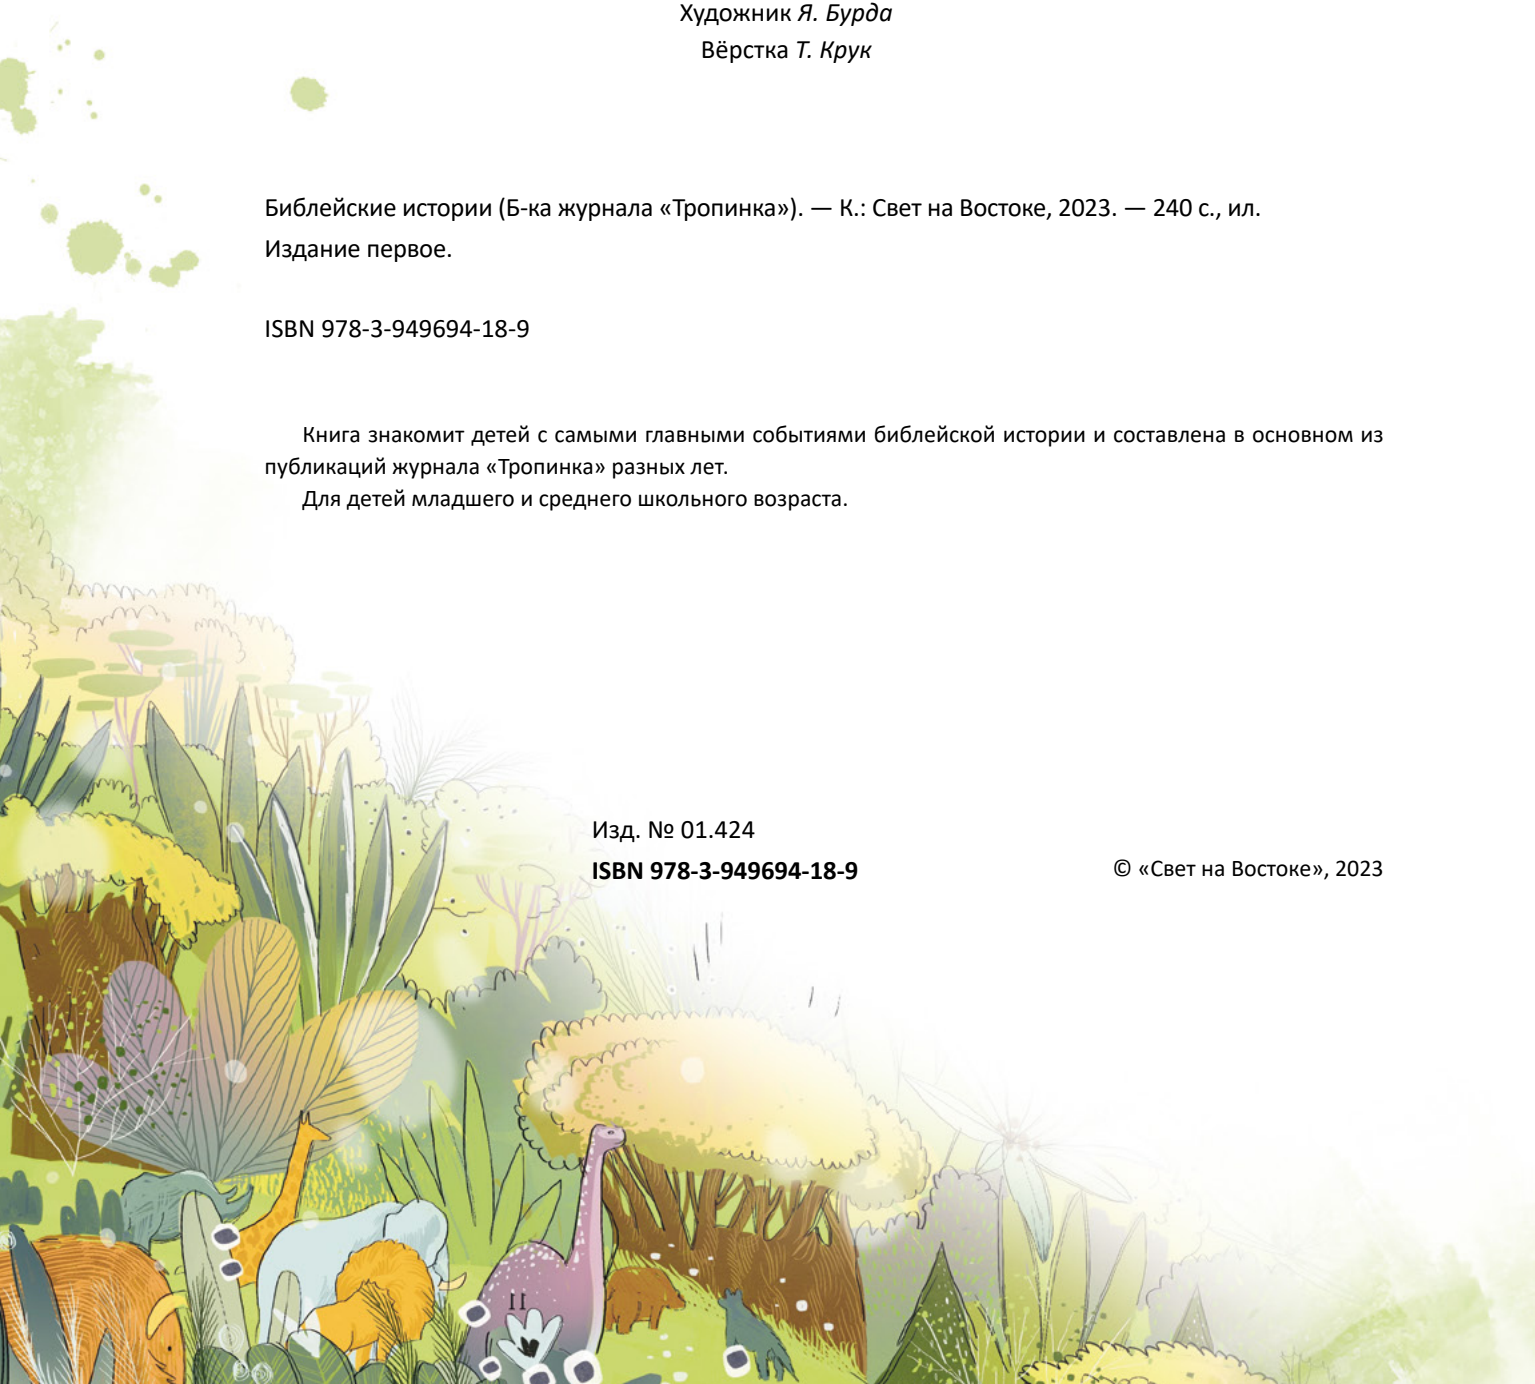 Художник Я. Бурда
Вёрстка Т. Крук
Библейские истории (Б-ка журнала «Тропинка»). — К.: Свет на Востоке, 2023. — 240 с., ил.
Издание первое.
ISBN 978-3-949694-18-9
Книга знакомит детей с самыми главными событиями библейской истории и составлена в основном из
публикаций журнала «Тропинка» разных лет.
Для детей младшего и среднего школьного возраста.
Изд. № 01.424
ISBN 978-3-949694-18-9
© «Свет на Востоке», 2023